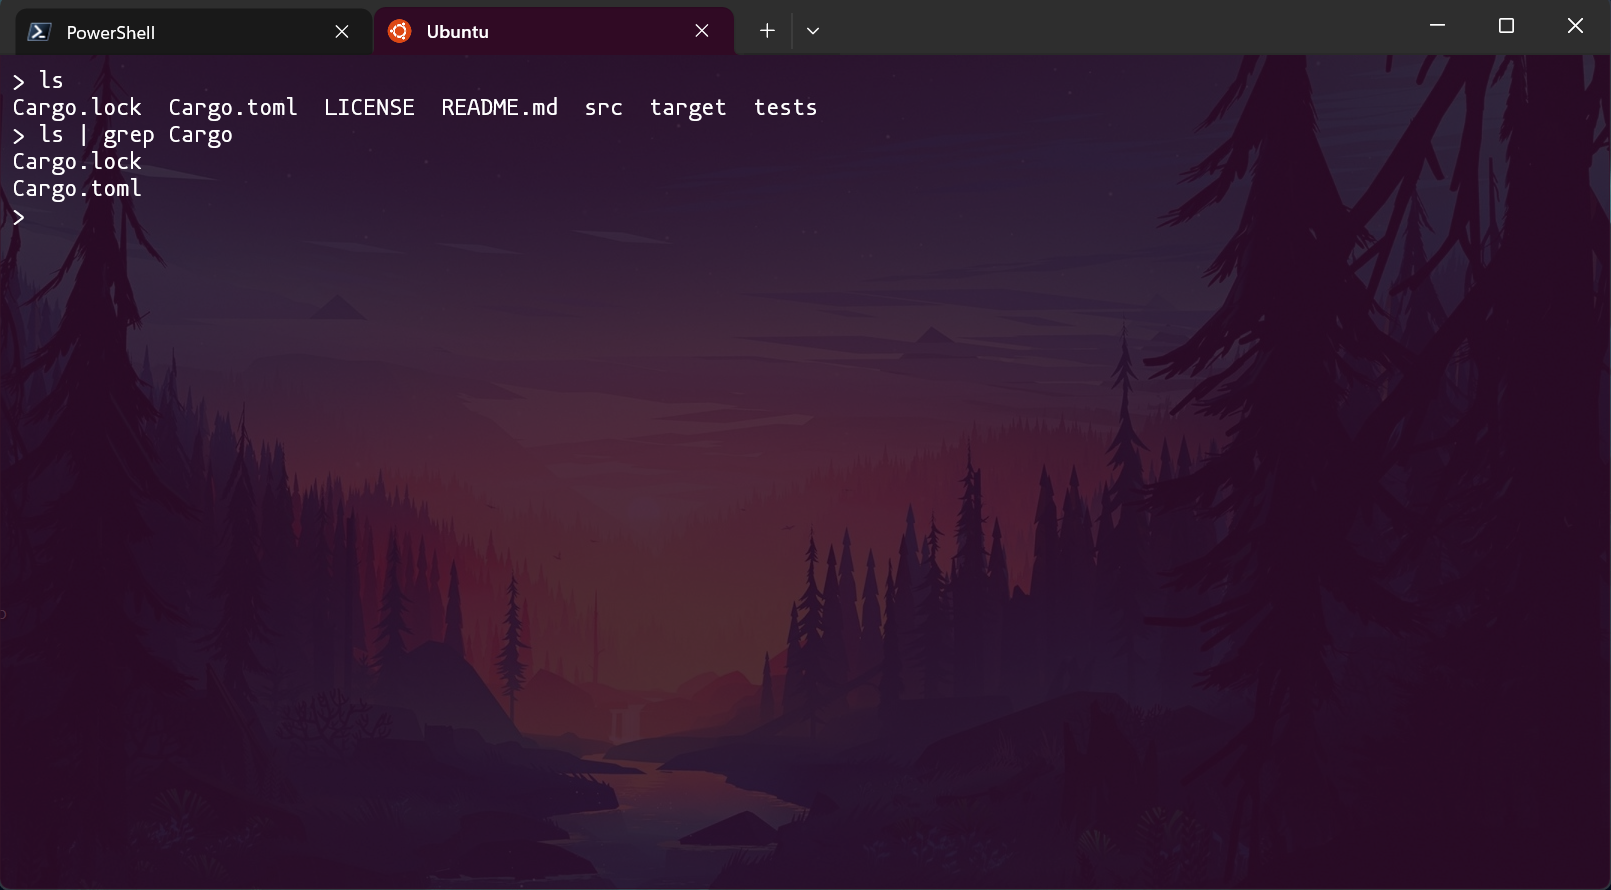 PowerShell
Ubuntu
> ls
Cargo.lock  Cargo.toml  LICENSE  README.md  src  target  tests
> ls | grep Cargo
Cargo.lock
Cargo.toml
>